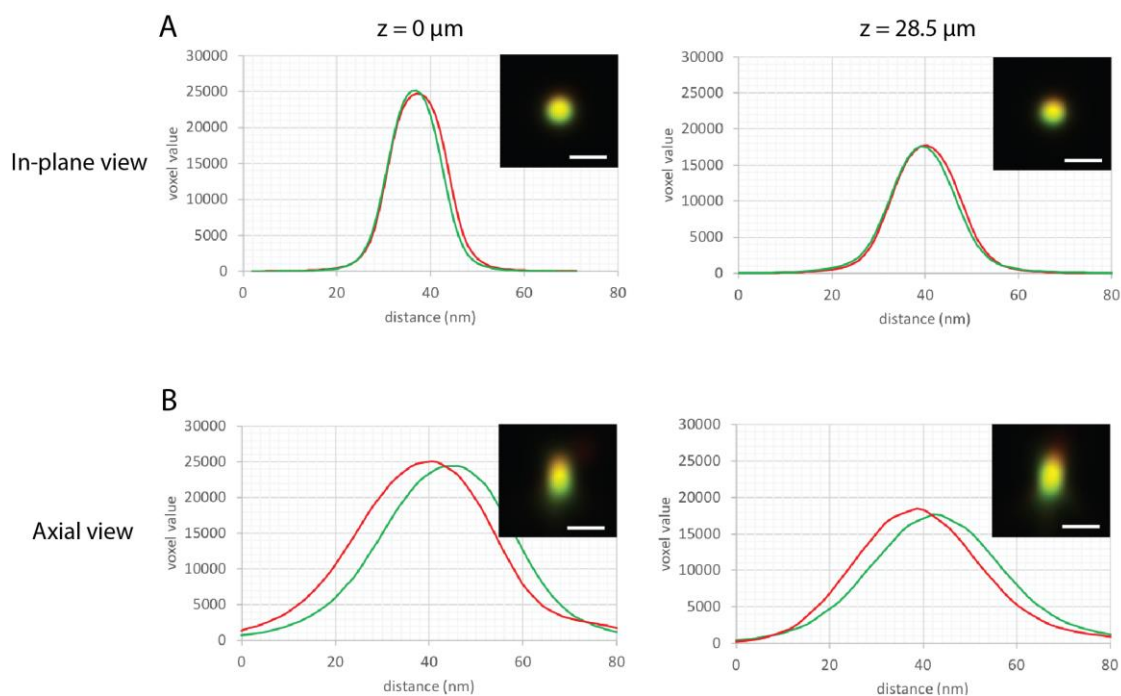 A
z = 0 µm
z = 28.5 µm
In-plane view
30000
25000
20000
15000
10000
5000
0
voxel value
0 20 40 60 80
distance (nm)
30000
25000
20000
15000
10000
5000
0
voxel value
0 20 40 60 80
distance (nm)
B
Axial view
30000
25000
20000
15000
10000
5000
0
voxel value
0 20 40 60 80
distance (nm)
30000
25000
20000
15000
10000
5000
0
voxel value
0 20 40 60 80
distance (nm)